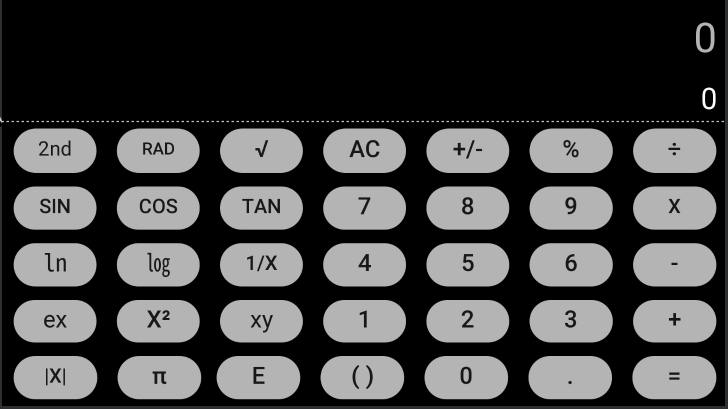 0
0
2nd RAD √ AC +/- % ÷
SIN COS TAN 7 8 9 X
ln log 1/X 4 5 6 -
ex X² xy 1 2 3 +
|X| π E ( ) 0 . =